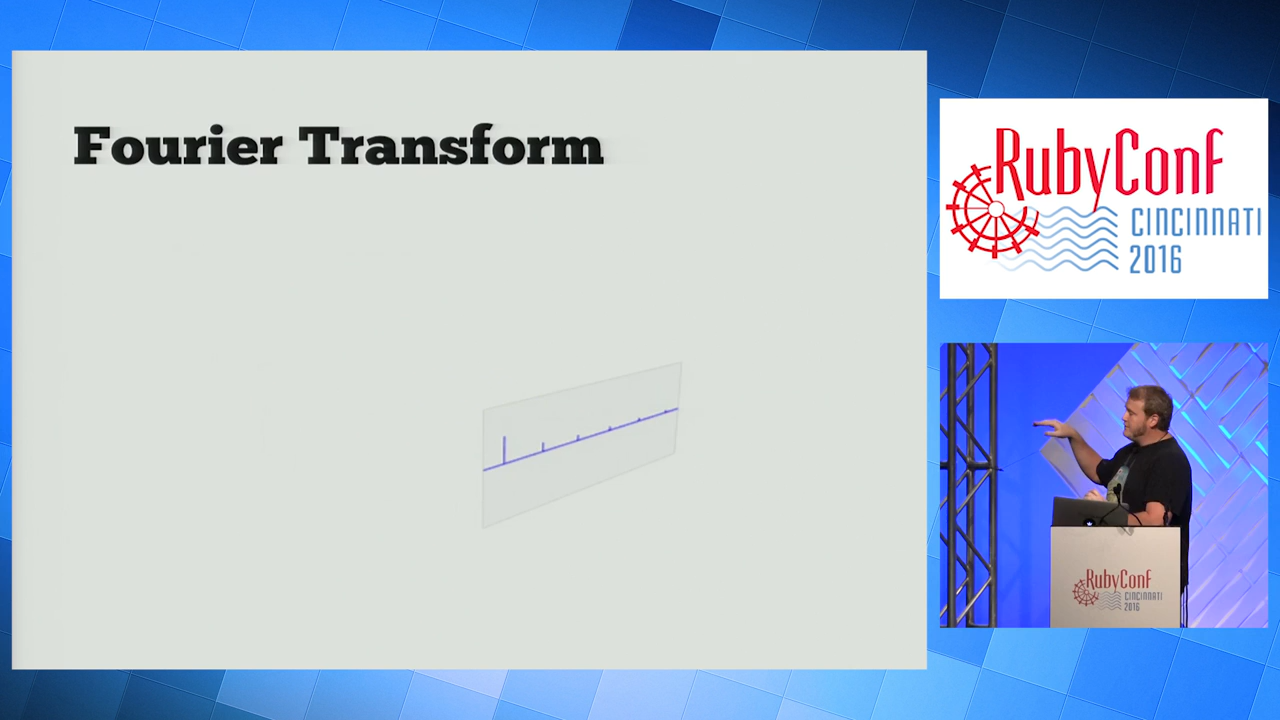 Fourier Transform
RubyConf
CINCINNATI
2016
RubyConf
CINCINNATI
2016